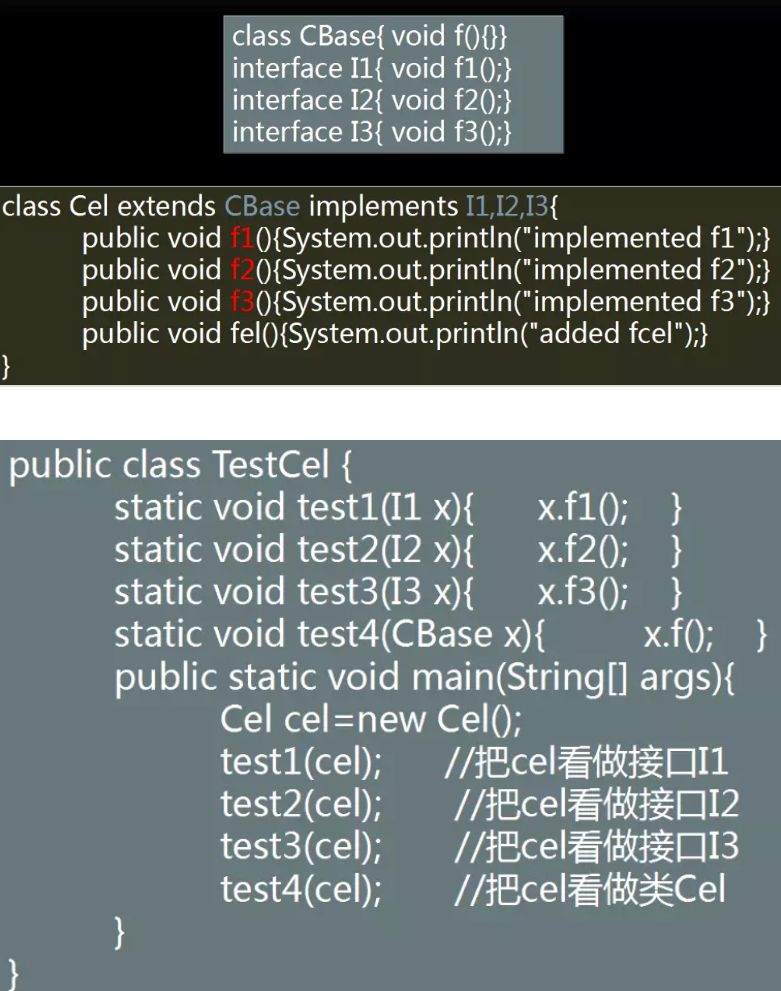 class CBase{ void f(){}}
interface I1{ void f1();}
interface I2{ void f2();}
interface I3{ void f3();}
class Cel extends CBase implements I1,I2,I3{
public void f1(){System.out.println("implemented f1");}
public void f2(){System.out.println("implemented f2");}
public void f3(){System.out.println("implemented f3");}
public void fel(){System.out.println("added fcel");}
}
public class TestCel {
static void test1(I1 x){ x.f1(); }
static void test2(I2 x){ x.f2(); }
static void test3(I3 x){ x.f3(); }
static void test4(CBase x){ x.f(); }
public static void main(String[] args){
Cel cel=new Cel();
test1(cel); //把cel看做接口I1
test2(cel); //把cel看做接口I2
test3(cel); //把cel看做接口I3
test4(cel); //把cel看做类Cel
}
}